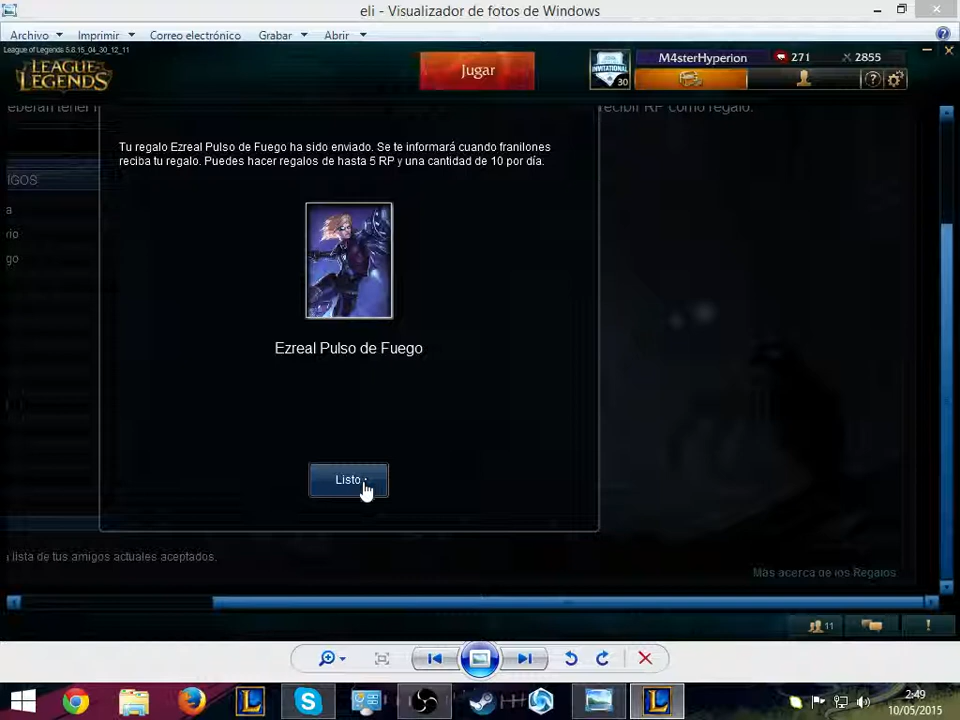 eli - Visualizador de fotos de Windows
Archivo Imprimir Correo electrónico Grabar Abrir
League of Legends 5.8.15_04_30_12_11
LEAGUE OF LEGENDS
Jugar
INVITATIONAL
30
M4sterHyperion 271 2855
recibir RP como regalo.
Tu regalo Ezreal Pulso de Fuego ha sido enviado. Se te informará cuando franilones
reciba tu regalo. Puedes hacer regalos de hasta 5 RP y una cantidad de 10 por día.
IGOS
a
rio
go
Ezreal Pulso de Fuego
Listo
lista de tus amigos actuales aceptados.
Más acerca de los Regalos
11
2:49
10/05/2015